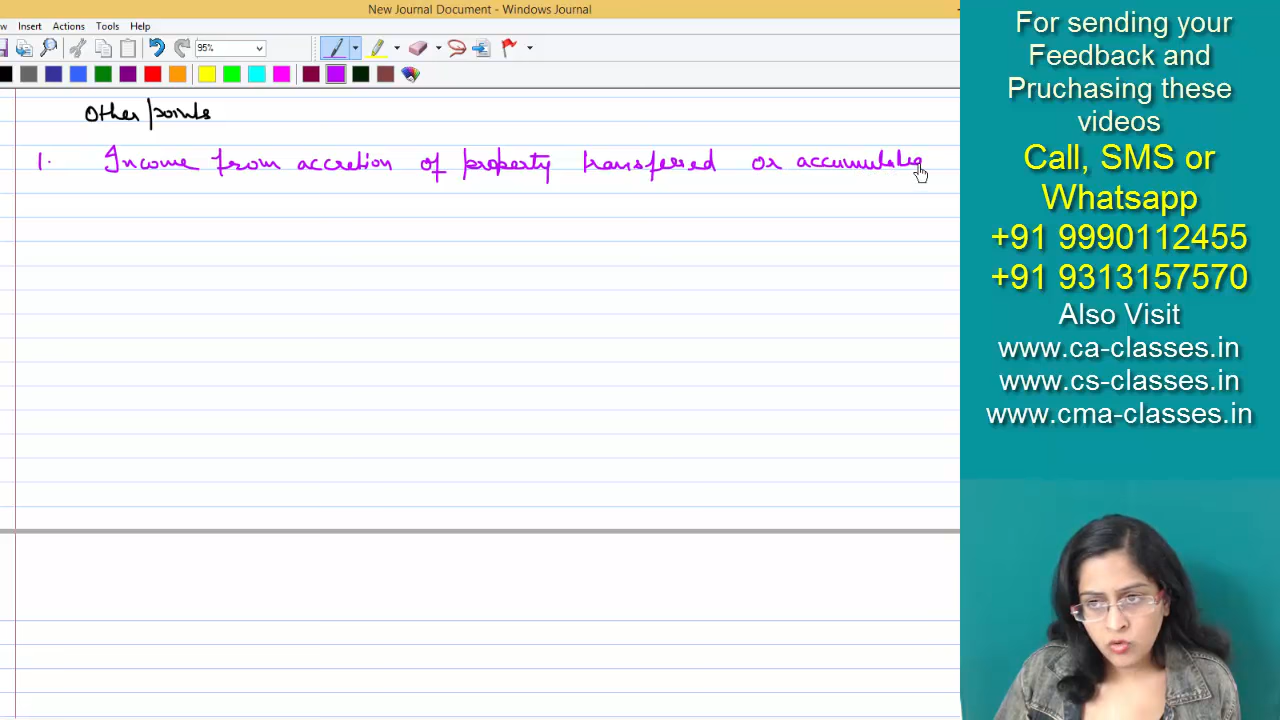 New Journal Document - Windows Journal
Insert Actions Tools Help
95%
Other points
1. Income from accretion of property transferred or
For sending your
Feedback and
Pruchasing these
videos
Call, SMS or
Whatsapp
+91 9990112455
+91 9313157570
Also Visit
www.ca-classes.in
www.cs-classes.in
www.cma-classes.in